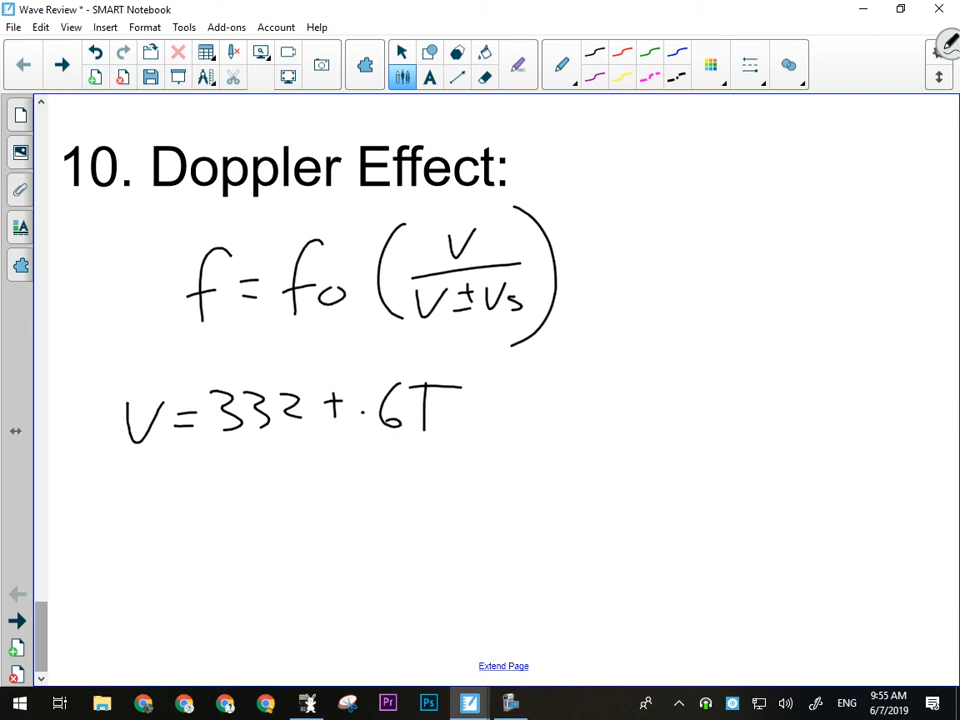 Wave Review * - SMART Notebook
File Edit View Insert Format Tools Add-ons Account Help
10. Doppler Effect:
f = fo (V / V ± Vs)
V = 332 + .6T
Extend Page
ENG
9:55 AM
6/7/2019